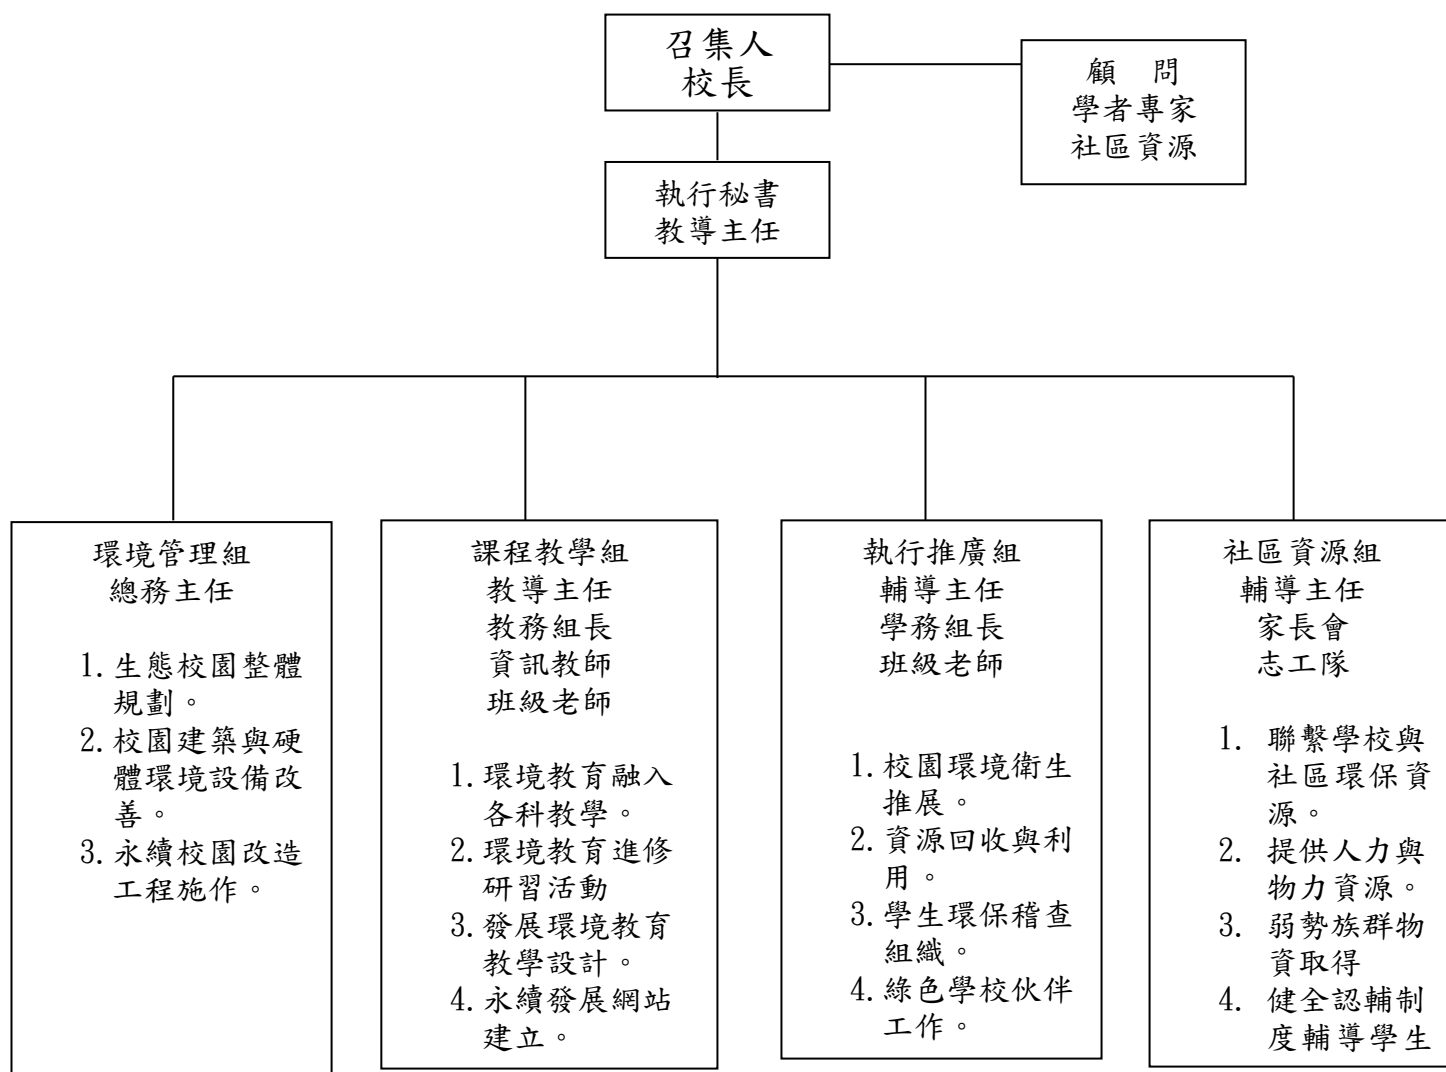 召集人
校長
顧　問
學者專家
社區資源
執行秘書
教導主任
環境管理組
總務主任
1.生態校園整體
規劃。
2.校園建築與硬
體環境設備改
善。
3.永續校園改造
工程施作。
課程教學組
教導主任
教務組長
資訊教師
班級老師
1.環境教育融入
各科教學。
2.環境教育進修
研習活動
3.發展環境教育
教學設計。
4.永續發展網站
建立。
執行推廣組
輔導主任
學務組長
班級老師
1.校園環境衛生
推展。
2.資源回收與利
用。
3.學生環保稽查
組織。
4.綠色學校伙伴
工作。
社區資源組
輔導主任
家長會
志工隊
1. 聯繫學校與
社區環保資
源。
2. 提供人力與
物力資源。
3. 弱勢族群物
資取得
4. 健全認輔制
度輔導學生